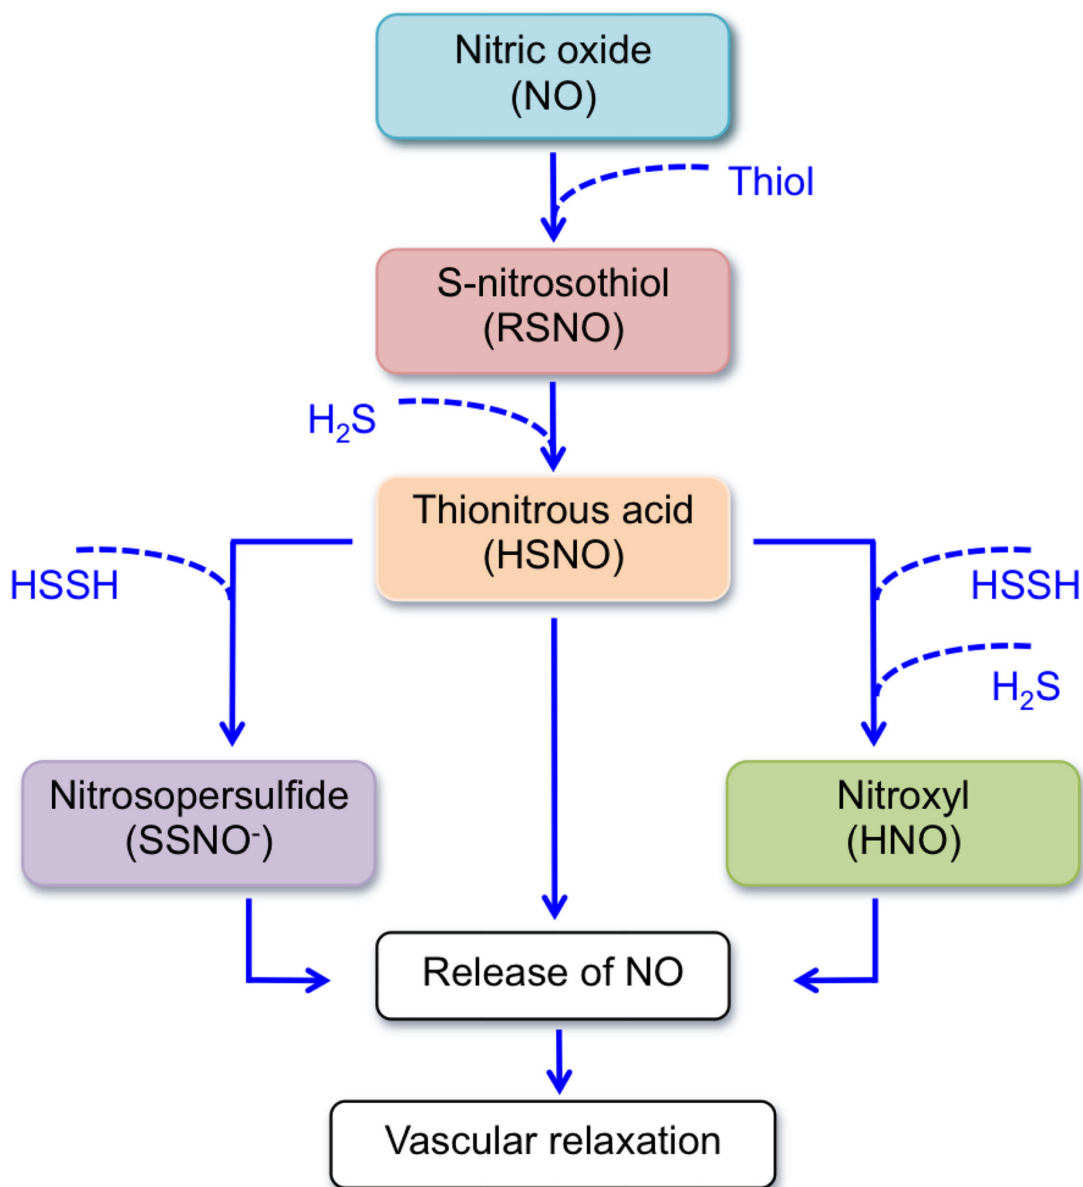 Nitric oxide
(NO)
Thiol
S-nitrosothiol
(RSNO)
H₂S
Thionitrous acid
(HSNO)
HSSH
HSSH
H₂S
Nitrosopersulfide
(SSNO⁻)
Nitroxyl
(HNO)
Release of NO
Vascular relaxation